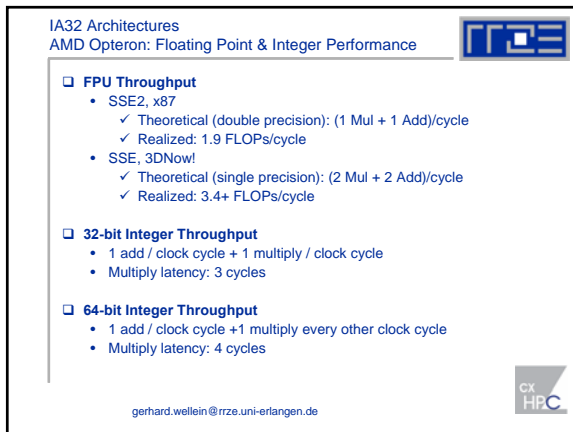 IA32 Architectures
AMD Opteron: Floating Point & Integer Performance
rrze
❑ FPU Throughput
• SSE2, x87
✓ Theoretical (double precision): (1 Mul + 1 Add)/cycle
✓ Realized: 1.9 FLOPs/cycle
• SSE, 3DNow!
✓ Theoretical (single precision): (2 Mul + 2 Add)/cycle
✓ Realized: 3.4+ FLOPs/cycle
❑ 32-bit Integer Throughput
• 1 add / clock cycle + 1 multiply / clock cycle
• Multiply latency: 3 cycles
❑ 64-bit Integer Throughput
• 1 add / clock cycle +1 multiply every other clock cycle
• Multiply latency: 4 cycles
gerhard.wellein@rrze.uni-erlangen.de
CX
HPC